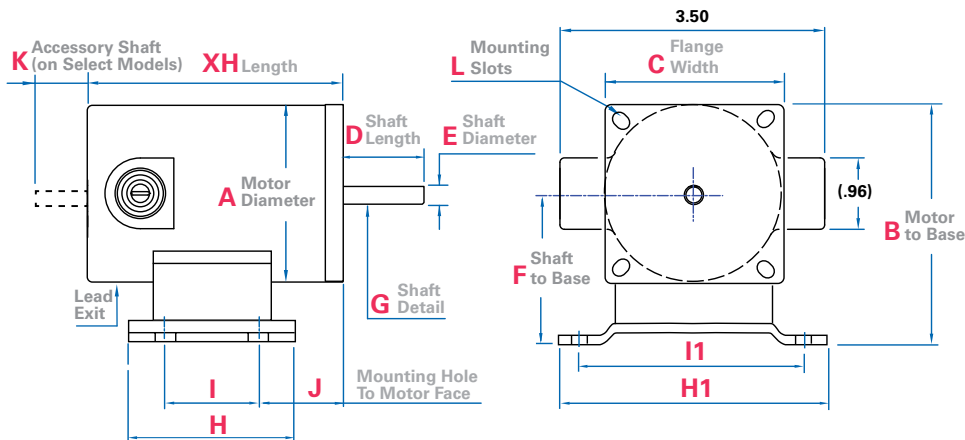 K Accessory Shaft
(on Select Models)
XH Length
D Shaft
Length
E Shaft
Diameter
A Motor
Diameter
Lead
Exit
G Shaft
Detail
I
J
Mounting Hole
To Motor Face
H
3.50
L Mounting
Slots
C Flange
Width
(.96)
B Motor
to Base
F Shaft
to Base
I1
H1